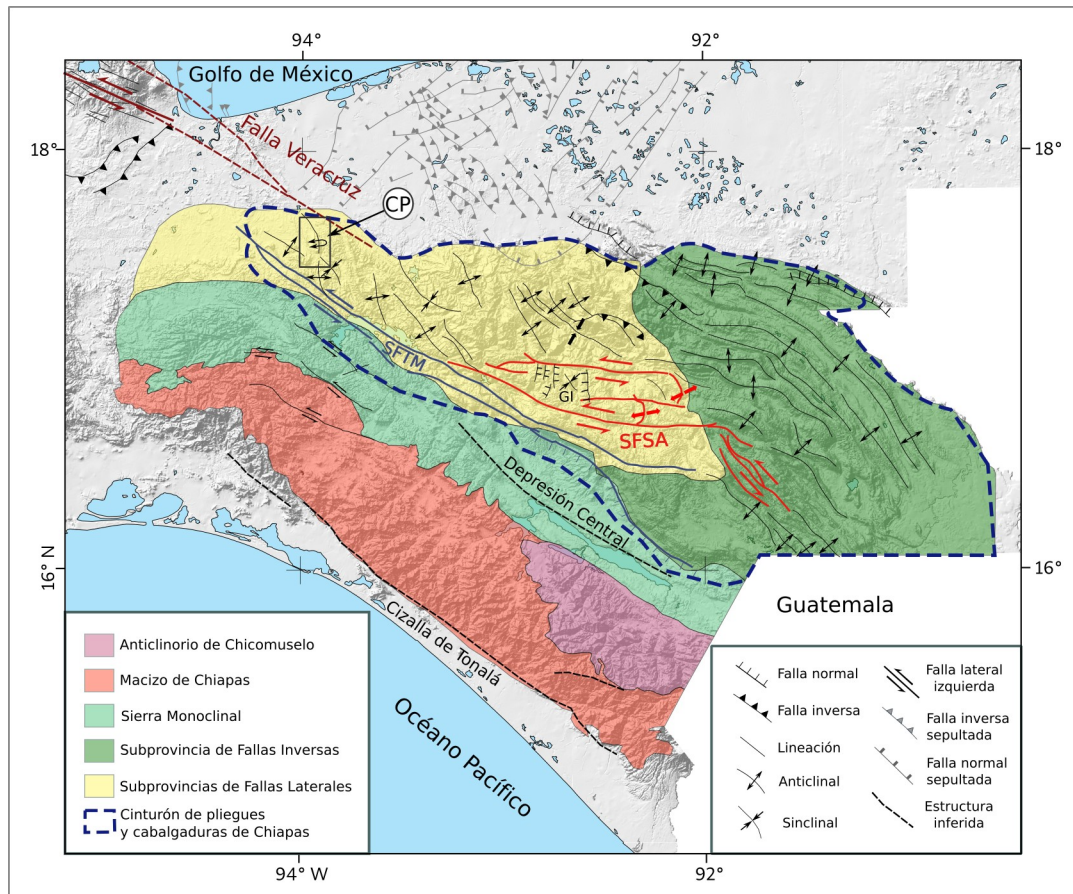 94°
92°
Golfo de México
18°
18°
Falla Veracruz
CP
SFTM
GI
SFSA
Depresión Central
16° N
16°
Guatemala
Cizalla de Tonalá
Océano Pacífico
Anticlinorio de Chicomuselo
Macizo de Chiapas
Sierra Monoclinal
Subprovincia de Fallas Inversas
Subprovincias de Fallas Laterales
Cinturón de pliegues
y cabalgaduras de Chiapas
Falla normal
Falla inversa
Lineación
Anticlinal
Sinclinal
Falla lateral
izquierda
Falla inversa
sepultada
Falla normal
sepultada
Estructura
inferida
94° W
92°